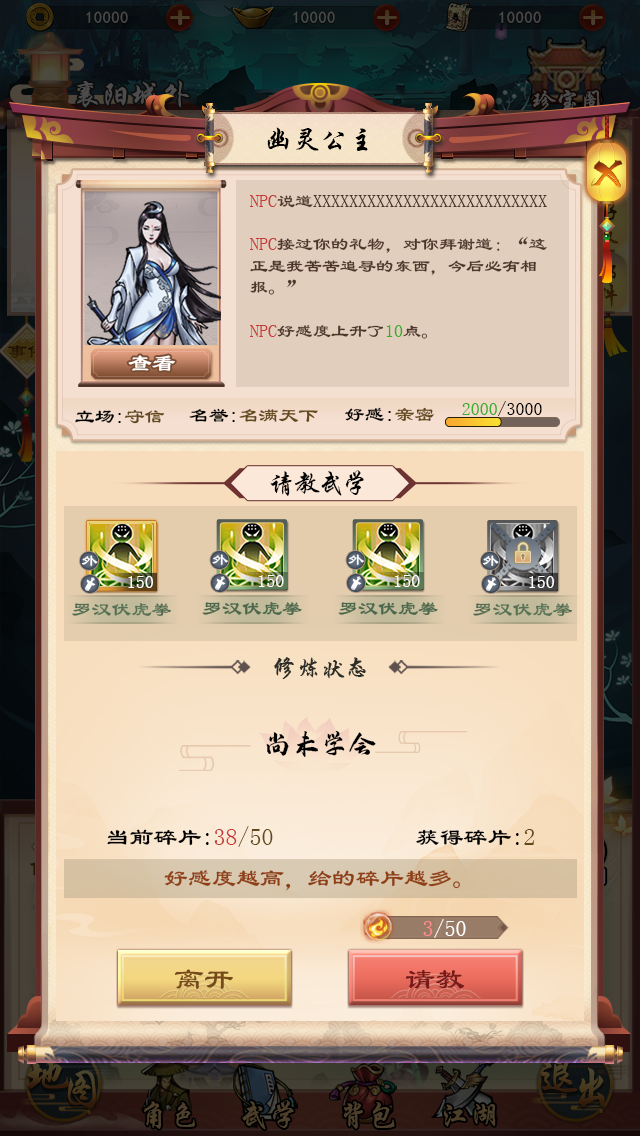 10000 10000 10000
襄阳城外
珍宝阁
幽灵公主
NPC说道XXXXXXXXXXXXXXXXXXXXXXXXXX
NPC接过你的礼物，对你拜谢道：“这
正是我苦苦追寻的东西，今后必有相
报。”
NPC好感度上升了10点。
查看
立场:守信 名誉:名满天下 好感:亲密 2000/3000
请教武学
外 外 外 外
150 150 150 150
罗汉伏虎拳 罗汉伏虎拳 罗汉伏虎拳 罗汉伏虎拳
修炼状态
尚未学会
当前碎片:38/50 获得碎片:2
好感度越高，给的碎片越多。
3/50
离开 请教
地图 角色 武学 背包 江湖 退出